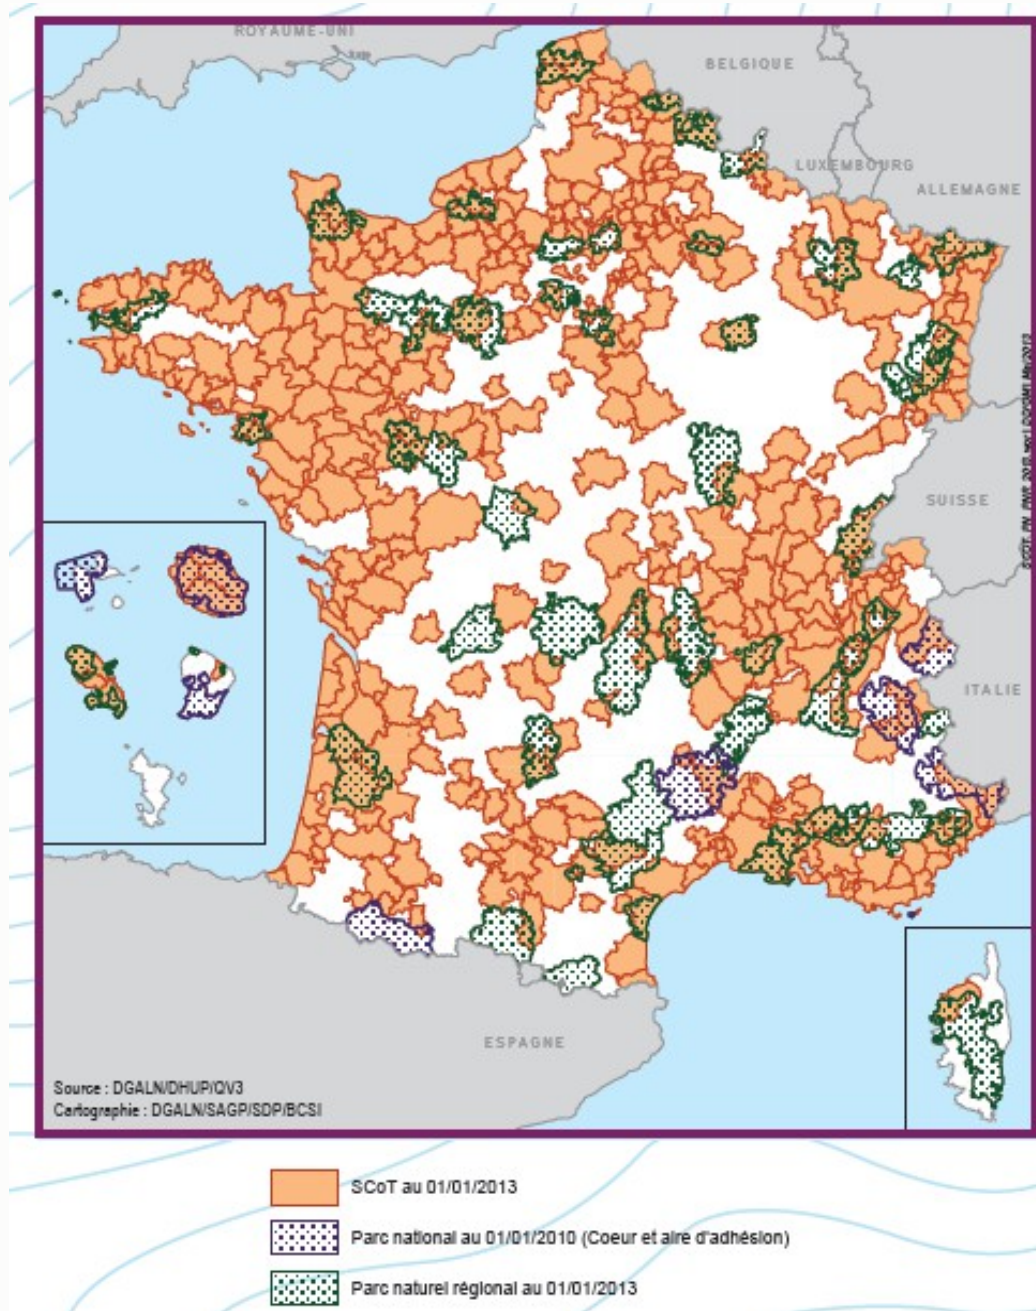 ROYAUME-UNI
BELGIQUE
LUXEMBOURG
ALLEMAGNE
SUISSE
ITALIE
ESPAGNE
Source : DGALN/DHUP/QV3
Cartographie : DGALN/SAGP/SDP/BCSI
SCoT au 01/01/2013
Parc national au 01/01/2010 (Coeur et aire d'adhésion)
Parc naturel régional au 01/01/2013